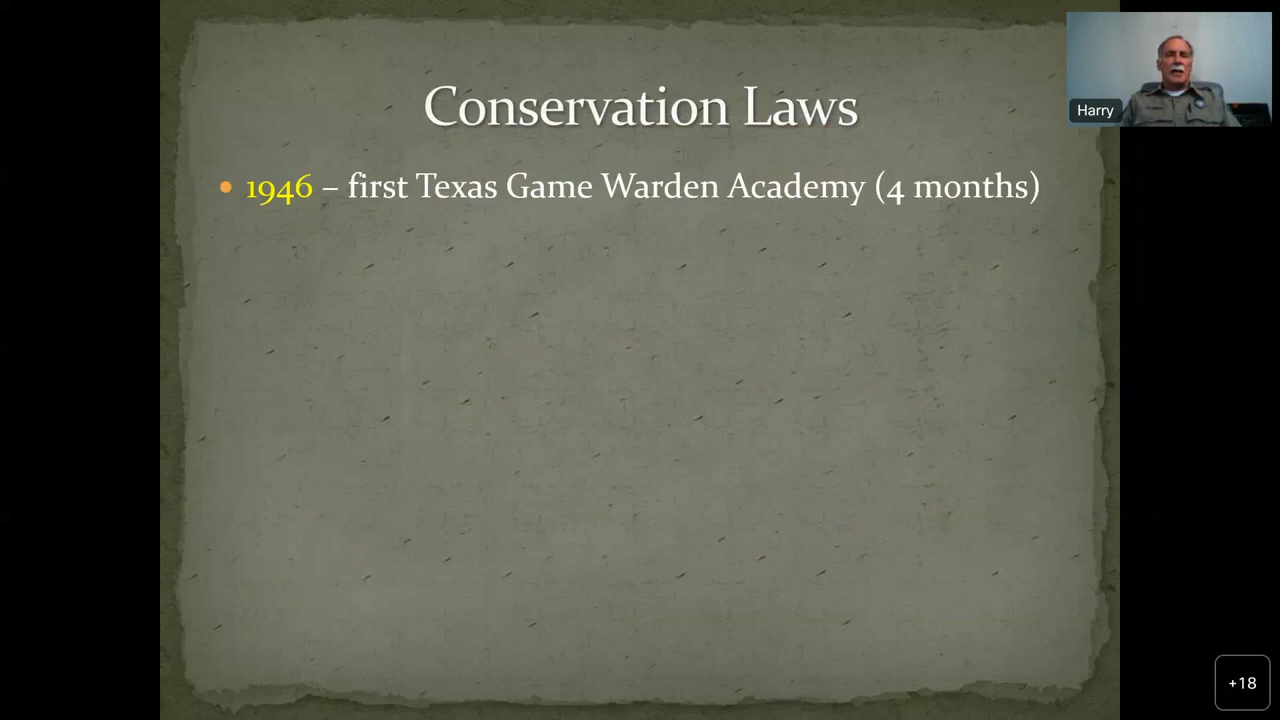 Conservation Laws
• 1946 – first Texas Game Warden Academy (4 months)
Harry
+18